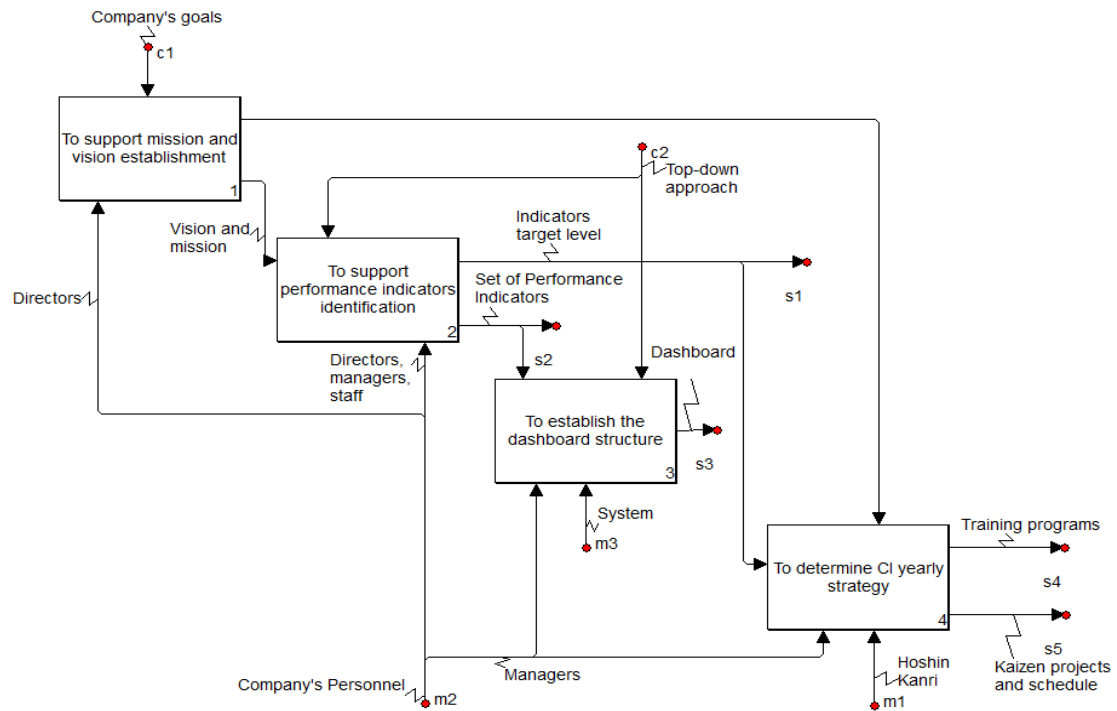 Company's goals
c1
To support mission and
vision establishment
1
c2
Top-down
approach
Vision and
mission
Indicators
target level
To support
performance indicators
identification
2
Set of Performance
Indicators
s1
Directors
Directors,
managers,
staff
s2
Dashboard
To establish the
dashboard structure
3
s3
System
m3
Training programs
To determine CI yearly
strategy
4
s4
s5
Kaizen projects
and schedule
Managers
Hoshin
Kanri
Company's Personnel
m2
m1